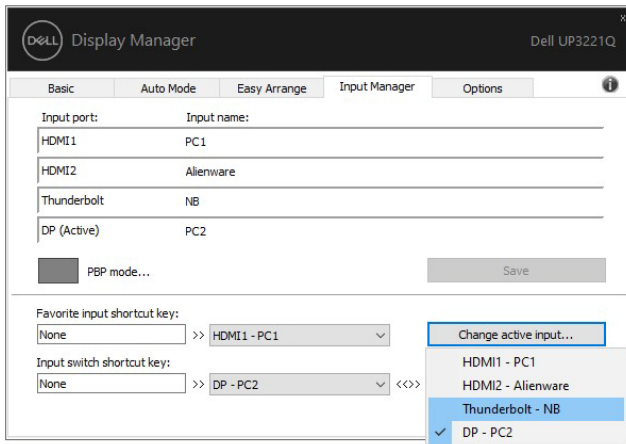 DELL Display Manager Dell UP3221Q
x
Basic Auto Mode Easy Arrange Input Manager Options i
Input port: Input name:
HDMI1 PC1
HDMI2 Alienware
Thunderbolt NB
DP (Active) PC2
PBP mode... Save
Favorite input shortcut key:
None >> HDMI1 - PC1 Change active input...
Input switch shortcut key:
None >> DP - PC2 <<>>
HDMI1 - PC1
HDMI2 - Alienware
Thunderbolt - NB
DP - PC2